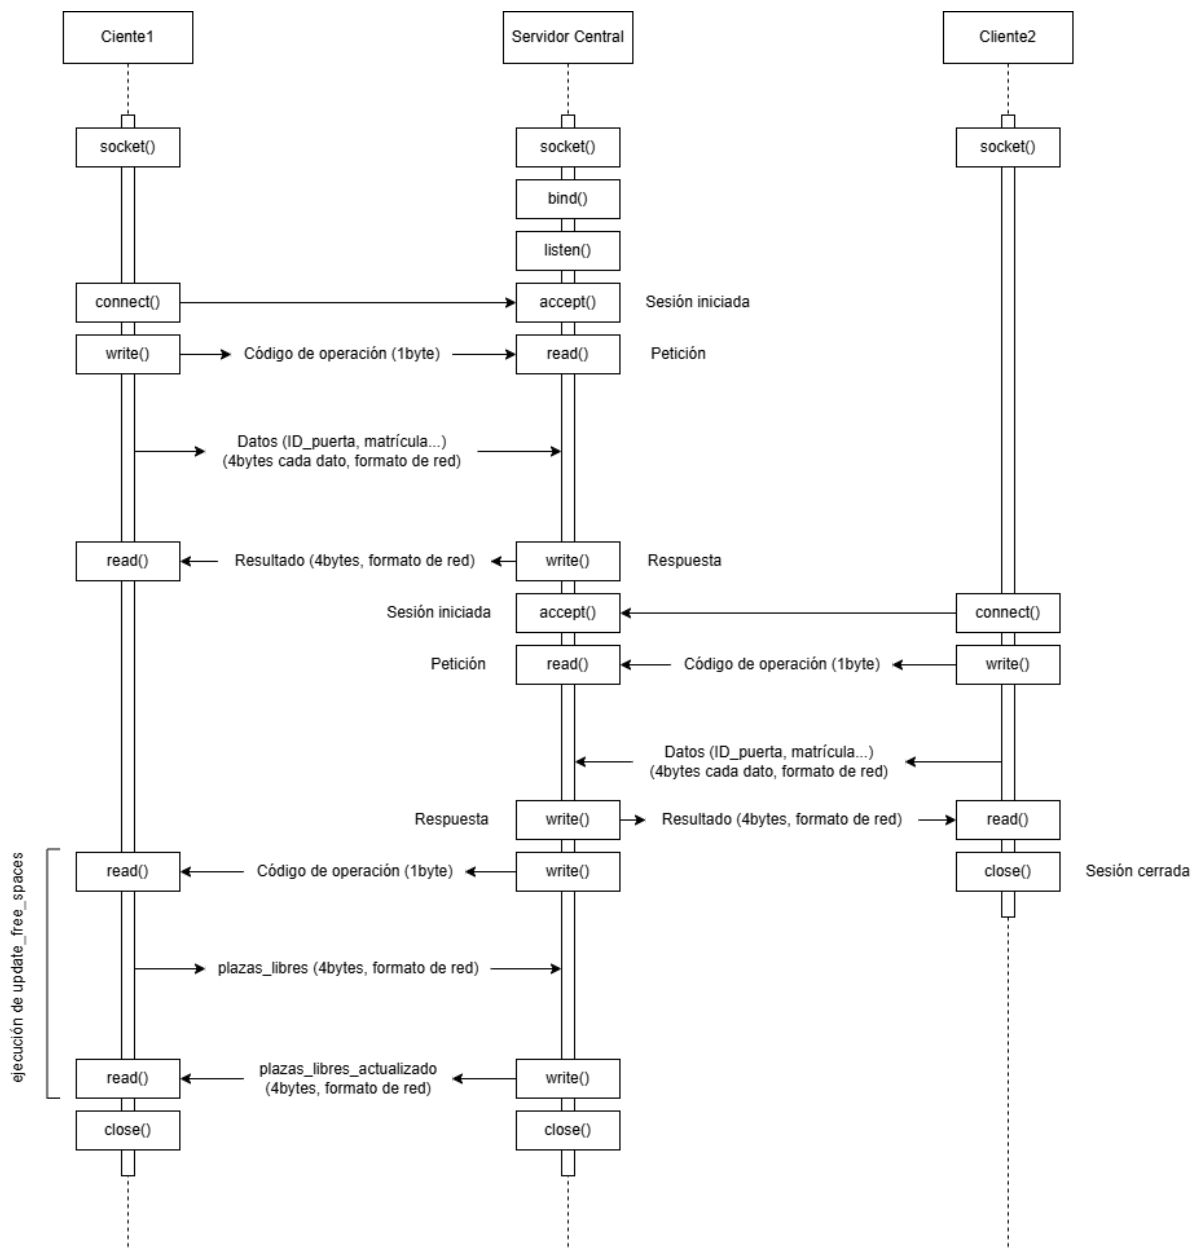 Ciente1
Servidor Central
Cliente2
socket()
socket()
socket()
bind()
listen()
connect()
accept()
Sesión iniciada
write()
Código de operación (1byte)
read()
Petición
Datos (ID_puerta, matrícula...)
(4bytes cada dato, formato de red)
read()
Resultado (4bytes, formato de red)
write()
Respuesta
Sesión iniciada
accept()
connect()
Petición
read()
Código de operación (1byte)
write()
Datos (ID_puerta, matrícula...)
(4bytes cada dato, formato de red)
Respuesta
write()
Resultado (4bytes, formato de red)
read()
ejecución de update_free_spaces
read()
Código de operación (1byte)
write()
close()
Sesión cerrada
plazas_libres (4bytes, formato de red)
read()
plazas_libres_actualizado
(4bytes, formato de red)
write()
close()
close()